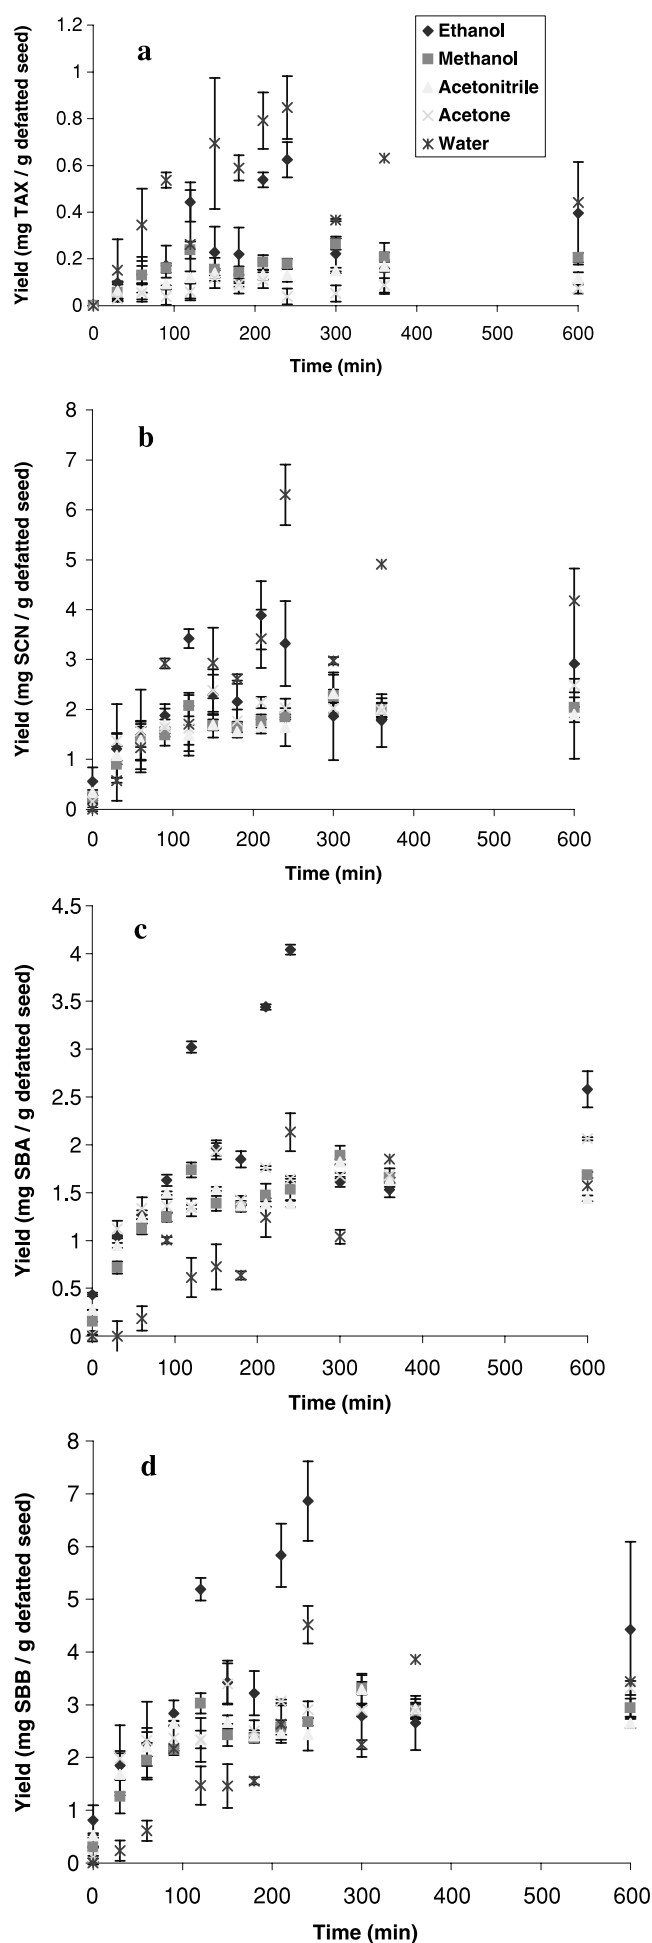 a
Ethanol
Methanol
Acetonitrile
Acetone
Water
Yield (mg TAX / g defatted seed)
1.2
1
0.8
0.6
0.4
0.2
0
0 100 200 300 400 500 600
Time (min)
b
Yield (mg SCN / g defatted seed)
8
7
6
5
4
3
2
1
0
0 100 200 300 400 500 600
Time (min)
c
Yield (mg SBA / g defatted seed)
4.5
4
3.5
3
2.5
2
1.5
1
0.5
0
0 100 200 300 400 500 600
Time (min)
d
Yield (mg SBB / g defatted seed)
8
7
6
5
4
3
2
1
0
0 100 200 300 400 500 600
Time (min)